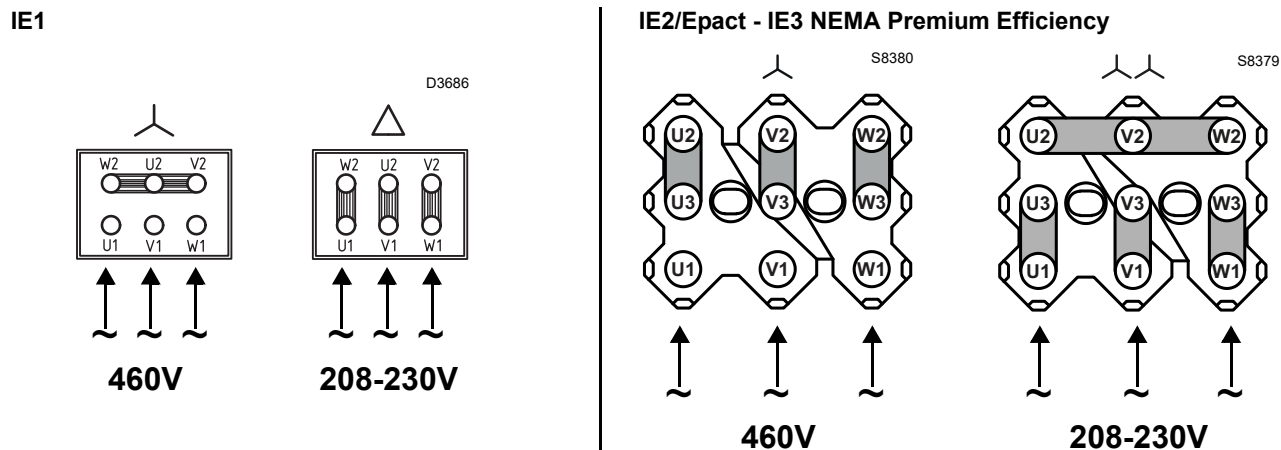 IE1
D3686
W2 U2 V2
U1 V1 W1
~ ~ ~
460V
W2 U2 V2
U1 V1 W1
~ ~ ~
208-230V
IE2/Epact - IE3 NEMA Premium Efficiency
S8380
U2 V2 W2
U3 V3 W3
U1 V1 W1
~ ~ ~
460V
S8379
U2 V2 W2
U3 V3 W3
U1 V1 W1
~ ~ ~
208-230V